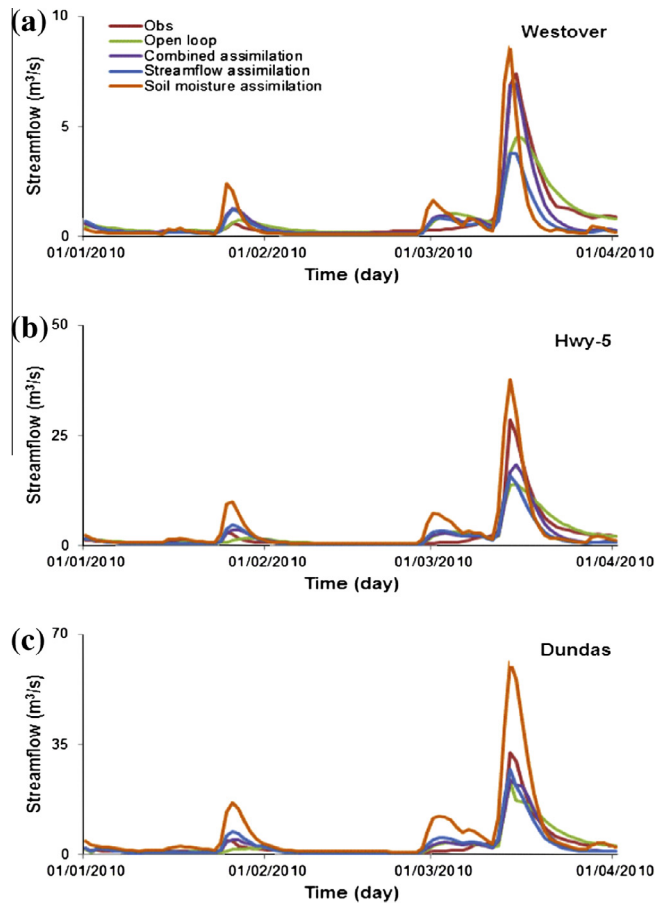 (a)
Westover
Obs
Open loop
Combined assimilation
Streamflow assimilation
Soil moisture assimilation
Streamflow (m³/s)
10
5
0
01/01/2010 01/02/2010 01/03/2010 01/04/2010
Time (day)
(b)
Hwy-5
Streamflow (m³/s)
50
25
0
01/01/2010 01/02/2010 01/03/2010 01/04/2010
Time (day)
(c)
Dundas
Streamflow (m³/s)
70
35
0
01/01/2010 01/02/2010 01/03/2010 01/04/2010
Time (day)